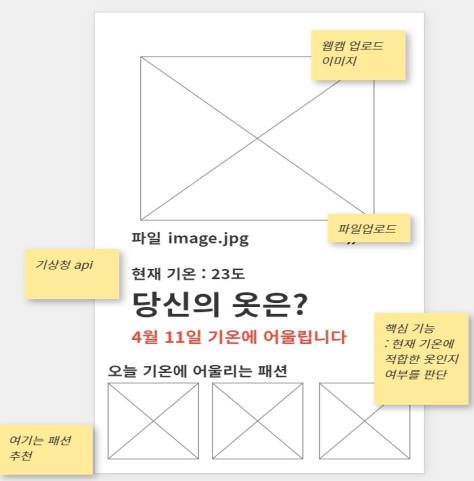 웹캠 업로드
이미지
파일 image.jpg
파일업로드
기상청 api
현재 기온 : 23도
당신의 옷은?
4월 11일 기온에 어울립니다
핵심 기능
: 현재 기온에
적합한 옷인지
여부를 판단
오늘 기온에 어울리는 패션
여기는 패션
추천